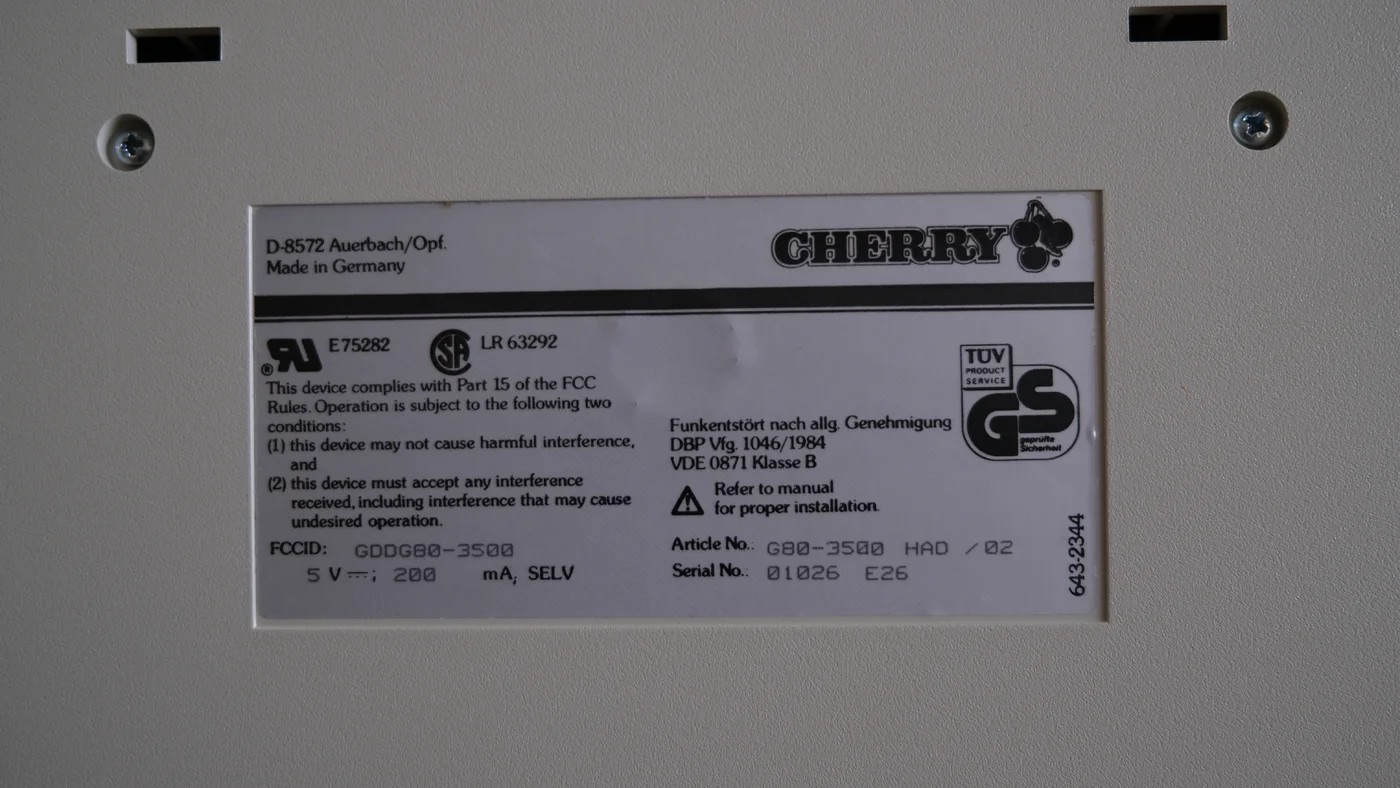 D-8572 Auerbach/Opf.
Made in Germany
CHERRY
®
® RU E75282
SA LR 63292
This device complies with Part 15 of the FCC
Rules. Operation is subject to the following two
conditions:
(1) this device may not cause harmful interference,
and
(2) this device must accept any interference
received, including interference that may cause
undesired operation.
FCCID: GDDG80-3500
5 V⎓; 200 mA; SELV
TÜV
PRODUCT
SERVICE
GS
geprüfte
Sicherheit
Funkentstört nach allg. Genehmigung
DBP Vfg. 1046/1984
VDE 0871 Klasse B
Refer to manual
for proper installation.
Article No.: G80-3500 HAD /02
Serial No.: 01026 E26
643-2344